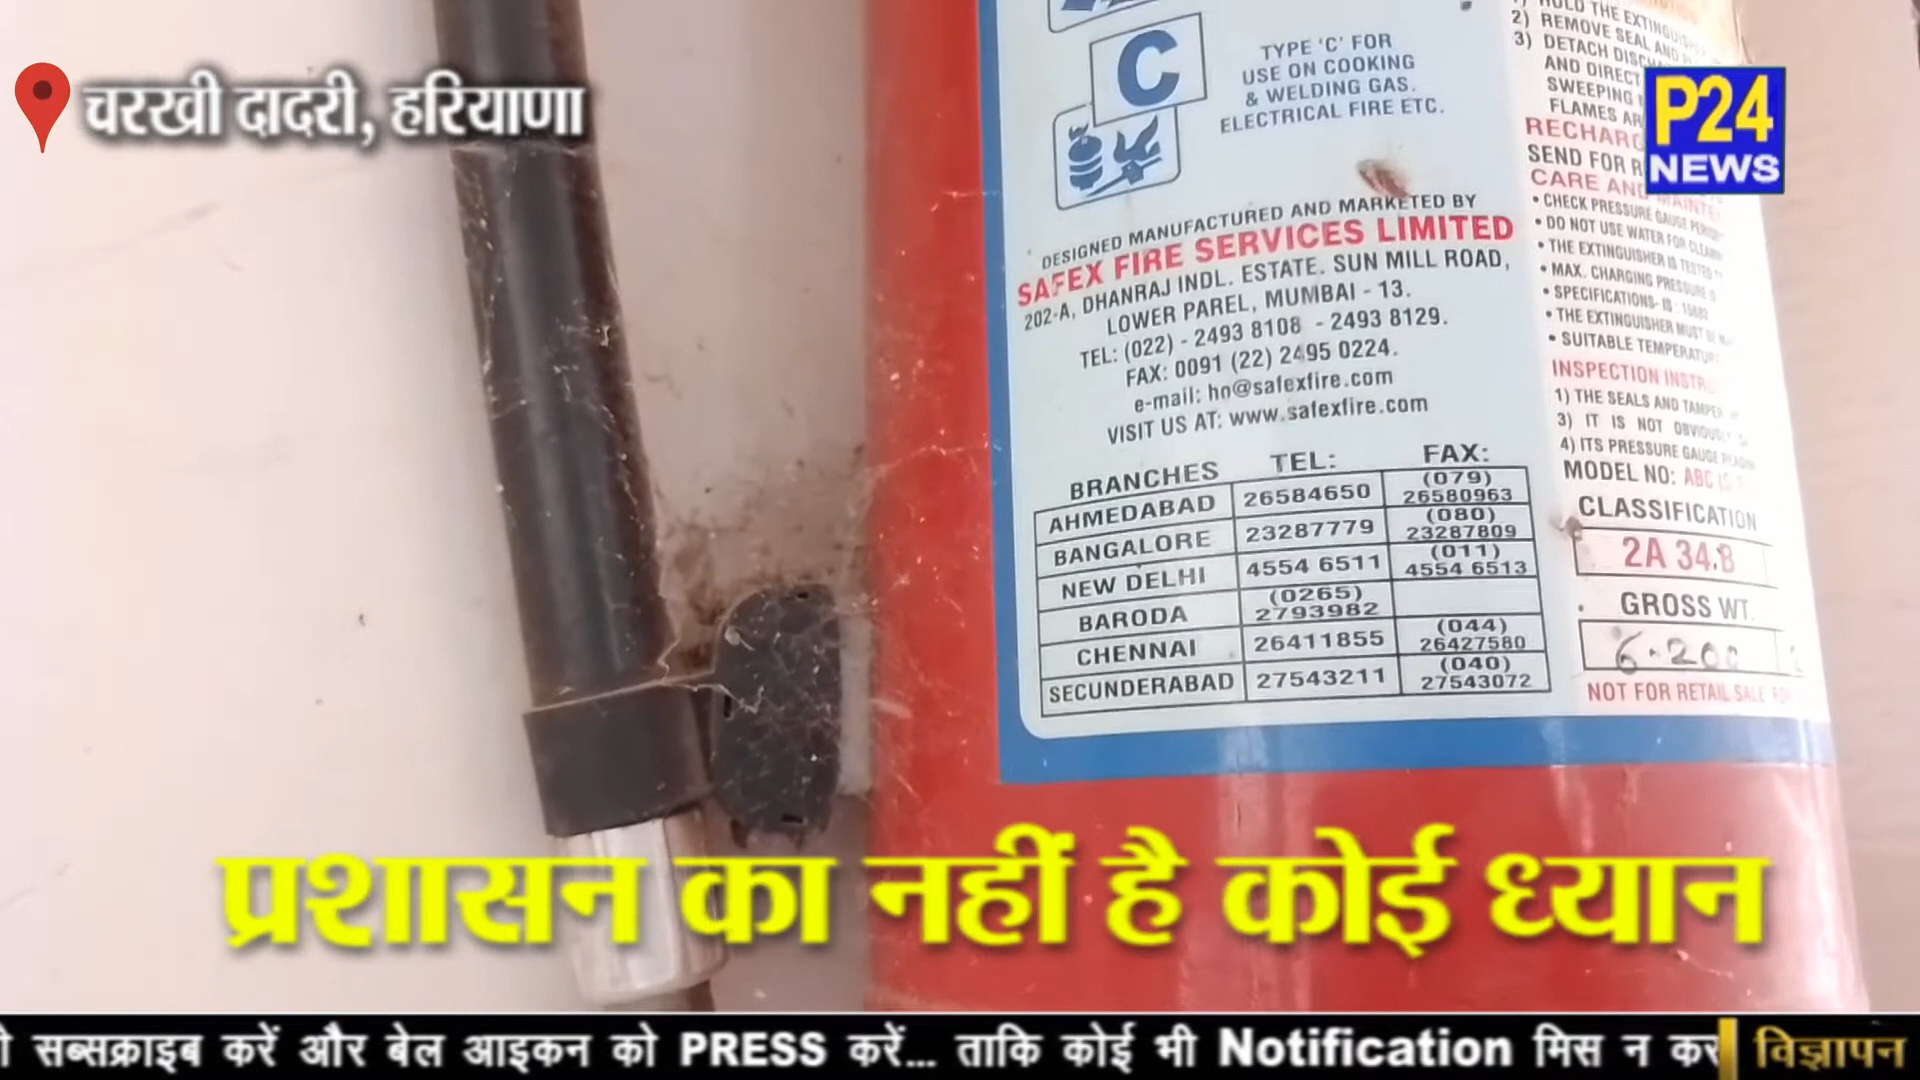 चरखी दादरी, हरियाणा
P24
NEWS
C
TYPE 'C' FOR
USE ON COOKING
& WELDING GAS.
ELECTRICAL FIRE ETC.
DESIGNED MANUFACTURED AND MARKETED BY
SAFEX FIRE SERVICES LIMITED
202-A, DHANRAJ INDL. ESTATE. SUN MILL ROAD,
LOWER PAREL, MUMBAI - 13.
TEL: (022) - 2493 8108 - 2493 8129.
FAX: 0091 (22) 2495 0224.
e-mail: ho@safexfire.com
VISIT US AT: www.safexfire.com
BRANCHES TEL: FAX:
AHMEDABAD 26584650 (079) 26580963
BANGALORE 23287779 (080) 23287809
NEW DELHI 4554 6511 (011) 4554 6513
BARODA (0265) 2793982
CHENNAI 26411855 (044) 26427580
SECUNDERABAD 27543211 (040) 27543072
HOLD THE
2) REMOVE SEAL AND
3) DETACH
AND DIRECT
SWEEPING
FLAMES
SEND FOR
CARE
• CHECK PRESSURE GAUGE
• DO NOT USE WATER FOR
• THE EXTINGUISHER IS TESTED
• MAX. CHARGING PRESSURE
• SPECIFICATIONS- IS : 15683
• THE EXTINGUISHER MUST
• SUITABLE
INSPECTION
1) THE SEALS AND
3) IT IS NOT
4) ITS PRESSURE GAUGE
MODEL NO: ABC
CLASSIFICATION
2A 34.B
GROSS WT.
6.200
NOT FOR RETAIL SALE
प्रशासन का नहीं है कोई ध्यान
सब्सक्राइब करें और बेल आइकन को PRESS करें... ताकि कोई भी Notification मिस न
विज्ञापन